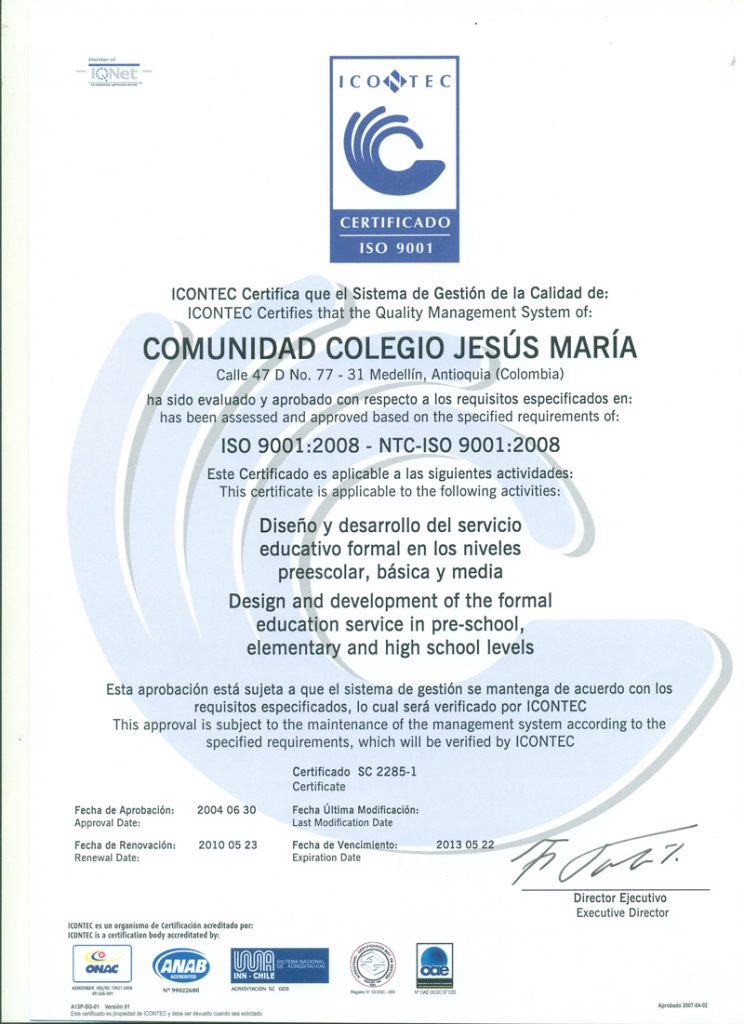 Member of
IQNet
ICONTEC
CERTIFICADO
ISO 9001
ICONTEC Certifica que el Sistema de Gestión de la Calidad de:
ICONTEC Certifies that the Quality Management System of:
COMUNIDAD COLEGIO JESÚS MARÍA
Calle 47 D No. 77 - 31 Medellín, Antioquia (Colombia)
ha sido evaluado y aprobado con respecto a los requisitos especificados en:
has been assessed and approved based on the specified requirements of:
ISO 9001:2008 - NTC-ISO 9001:2008
Este Certificado es aplicable a las siguientes actividades:
This certificate is applicable to the following activities:
Diseño y desarrollo del servicio
educativo formal en los niveles
preescolar, básica y media
Design and development of the formal
education service in pre-school,
elementary and high school levels
Esta aprobación está sujeta a que el sistema de gestión se mantenga de acuerdo con los
requisitos especificados, lo cual será verificado por ICONTEC
This approval is subject to the maintenance of the management system according to the
specified requirements, which will be verified by ICONTEC
Certificado SC 2285-1
Certificate
Fecha de Aprobación: 2004 06 30 Fecha Última Modificación:
Approval Date: Last Modification Date
Fecha de Renovación: 2010 05 23 Fecha de Vencimiento: 2013 05 22
Renewal Date: Expiration Date
Director Ejecutivo
Executive Director
ICONTEC es un organismo de Certificación acreditado por:
ICONTEC is a certification body accredited by:
ONAC
ANAB
ACCREDITED
Nº 99022680
INN - CHILE
SISTEMA NACIONAL
DE ACREDITACIÓN
ACREDITACIÓN SC 003
oae
A13P-SG-01 Versión 01
Este certificado es propiedad de ICONTEC y debe ser devuelto cuando sea solicitado
Aprobado 2007-04-02